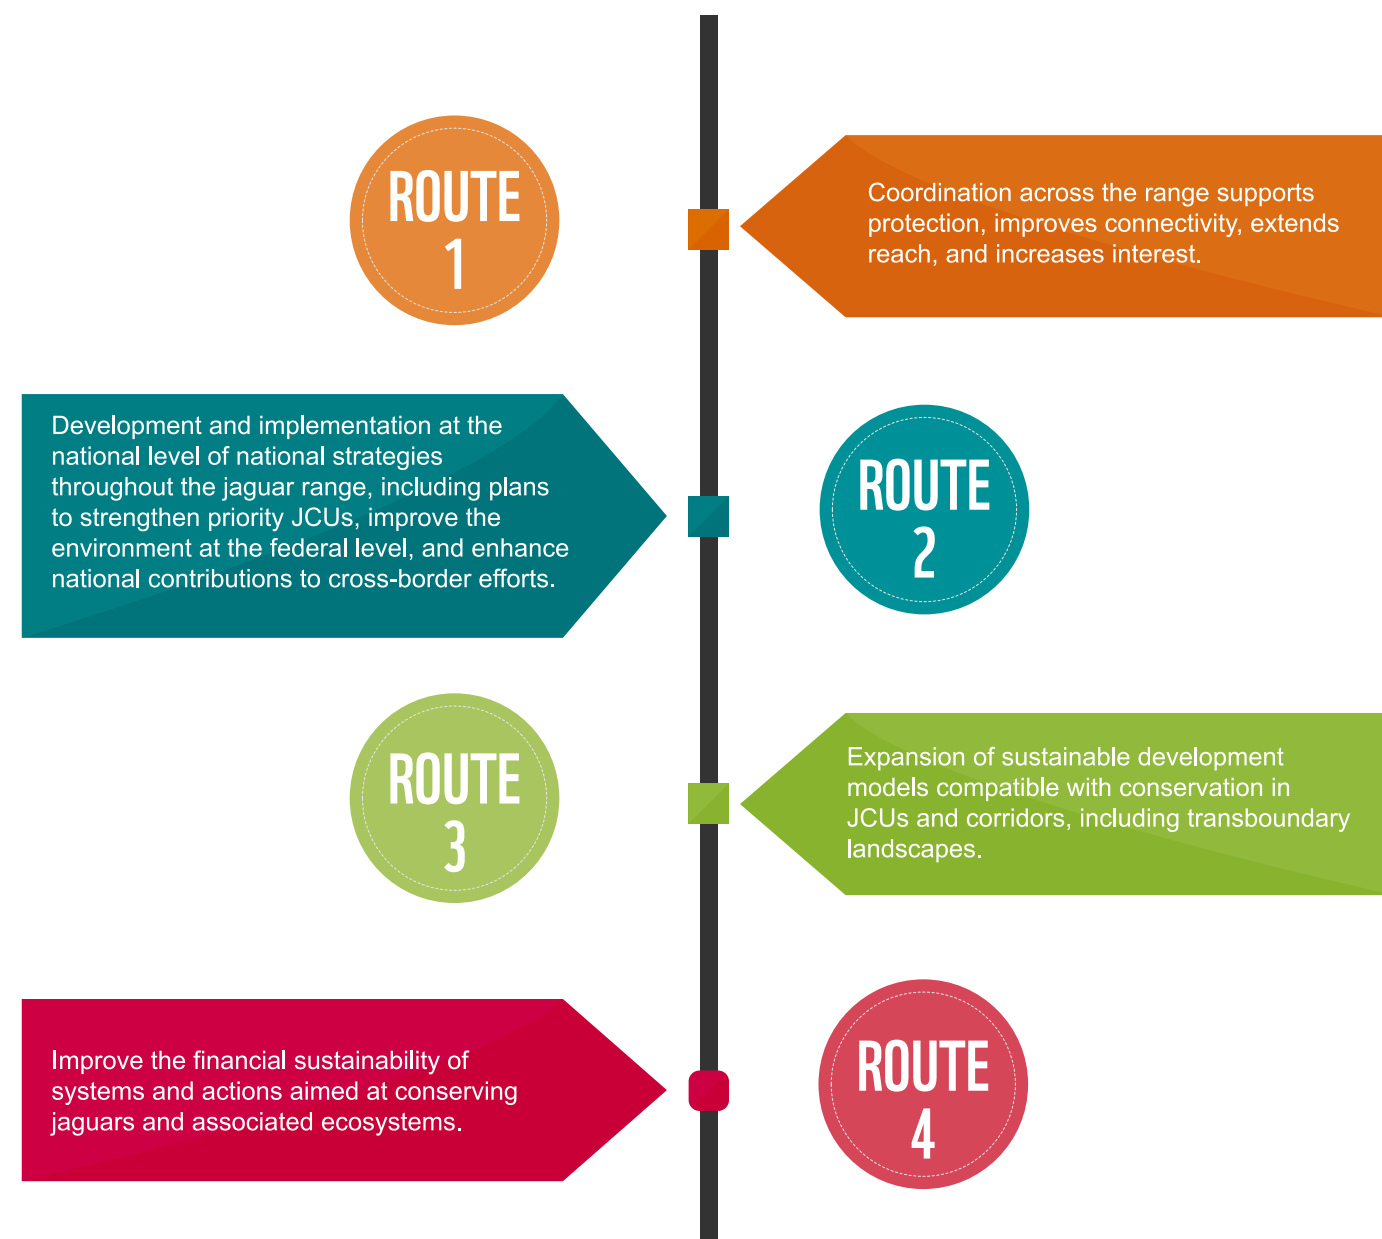 ROUTE
1
Coordination across the range supports
protection, improves connectivity, extends
reach, and increases interest.
Development and implementation at the
national level of national strategies
throughout the jaguar range, including plans
to strengthen priority JCUs, improve the
environment at the federal level, and enhance
national contributions to cross-border efforts.
ROUTE
2
ROUTE
3
Expansion of sustainable development
models compatible with conservation in
JCUs and corridors, including transboundary
landscapes.
Improve the financial sustainability of
systems and actions aimed at conserving
jaguars and associated ecosystems.
ROUTE
4